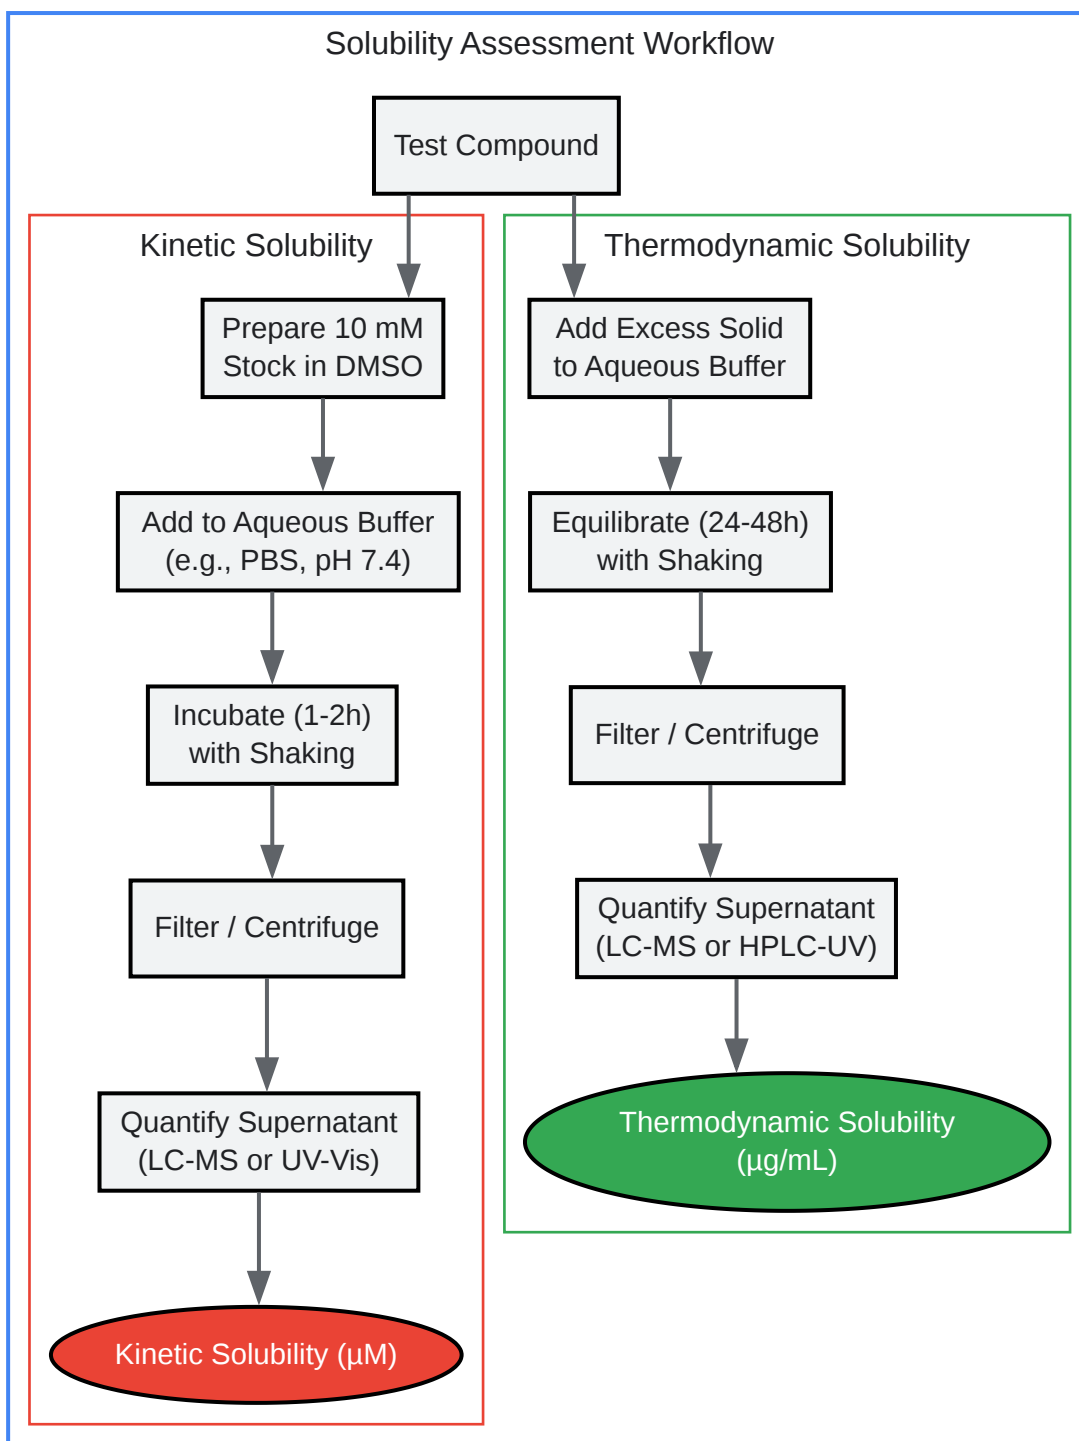 Solubility Assessment Workflow
Test Compound
Kinetic Solubility
Prepare 10 mM
Stock in DMSO
Add to Aqueous Buffer
(e.g., PBS, pH 7.4)
Incubate (1-2h)
with Shaking
Filter / Centrifuge
Quantify Supernatant
(LC-MS or UV-Vis)
Kinetic Solubility (µM)
Thermodynamic Solubility
Add Excess Solid
to Aqueous Buffer
Equilibrate (24-48h)
with Shaking
Filter / Centrifuge
Quantify Supernatant
(LC-MS or HPLC-UV)
Thermodynamic Solubility
(µg/mL)